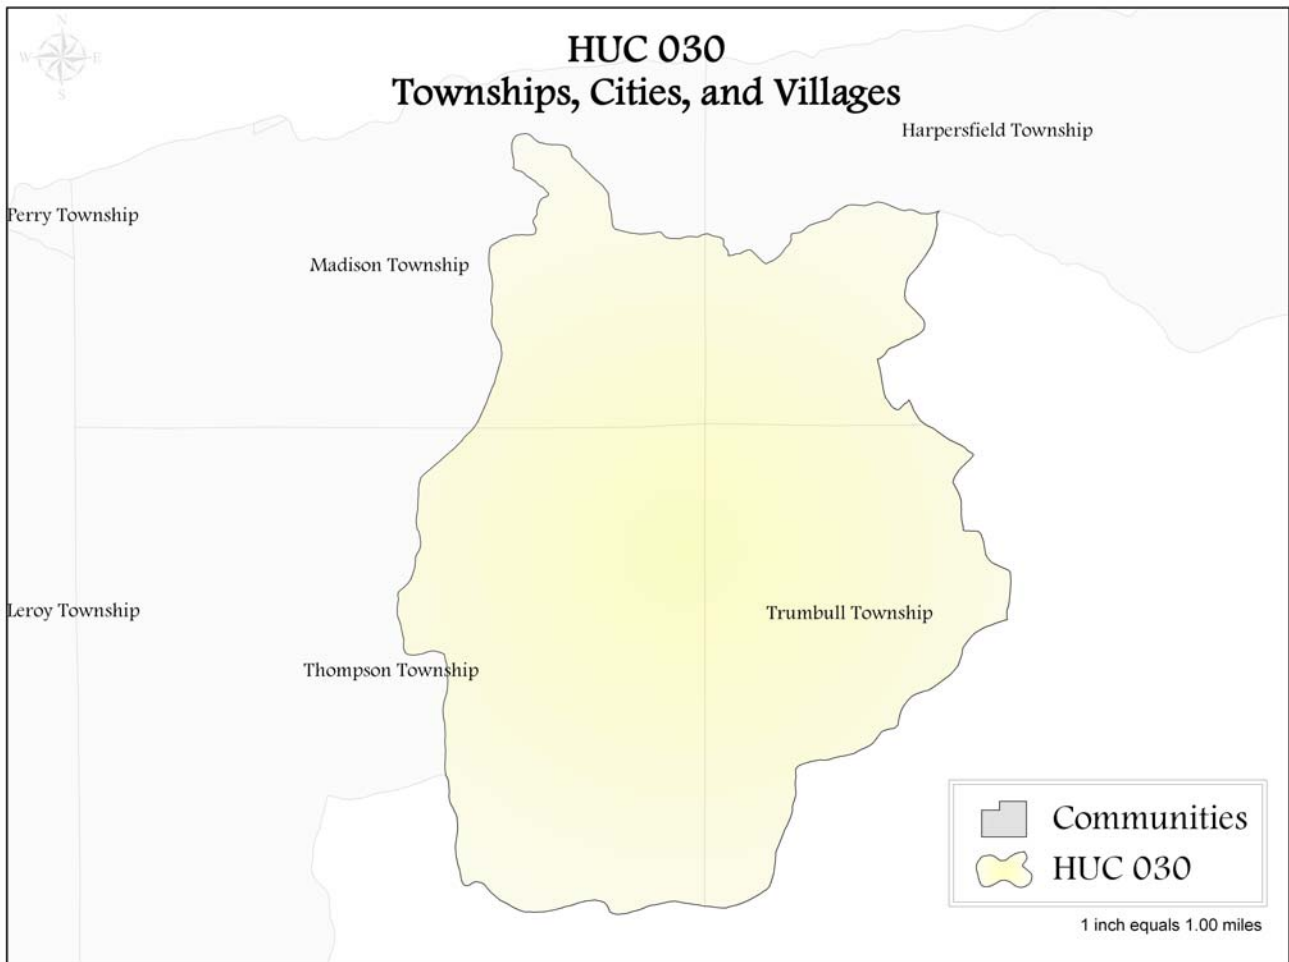 N
W E
S
HUC 030
Townships, Cities, and Villages
Harpersfield Township
Perry Township
Madison Township
Leroy Township
Trumbull Township
Thompson Township
Communities
HUC 030
1 inch equals 1.00 miles